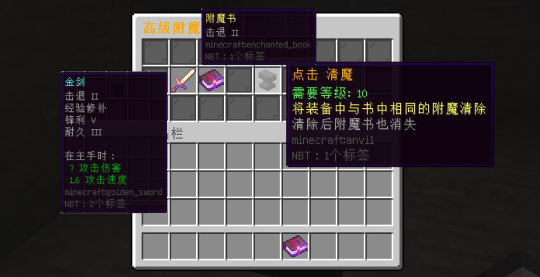 高级附魔
附魔书
击退 II
minecraft:enchanted_book
NBT：1个标签
金剑
击退 II
经验修补
锋利 V
耐久 III
在主手时：
7 攻击伤害
1.6 攻击速度
minecraft:golden_sword
NBT：2个标签
点击 清魔
需要等级: 10
将装备中与书中相同的附魔清除
清除后附魔书也消失
minecraft:anvil
NBT：1个标签
栏